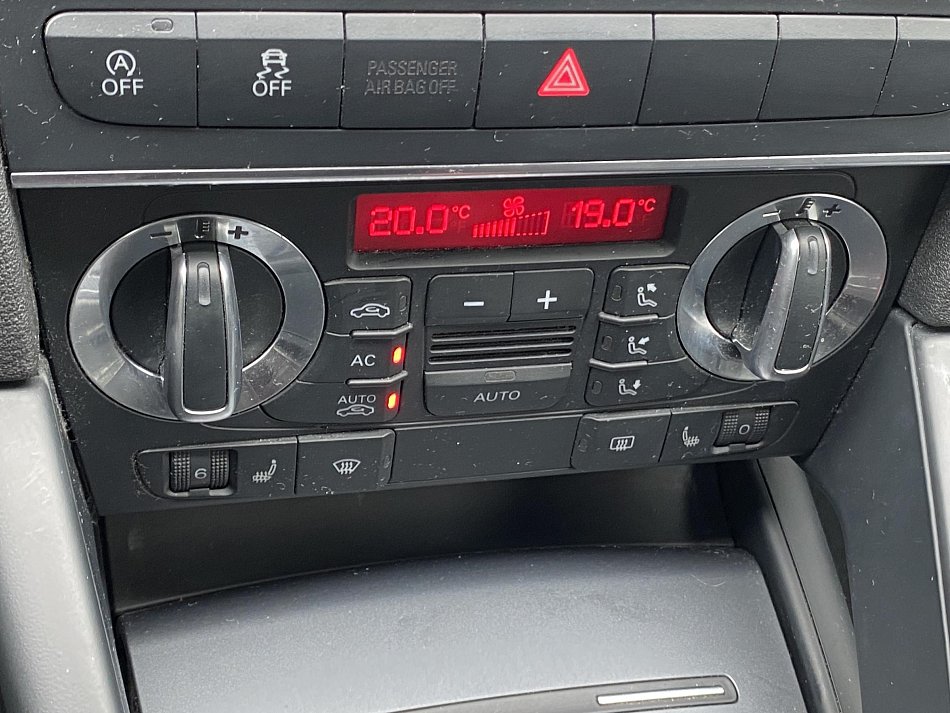 A
OFF
OFF
PASSENGER
AIR BAG OFF
20.0°C
19.0°C
- +
- +
- +
AC
AUTO
AUTO
6
0